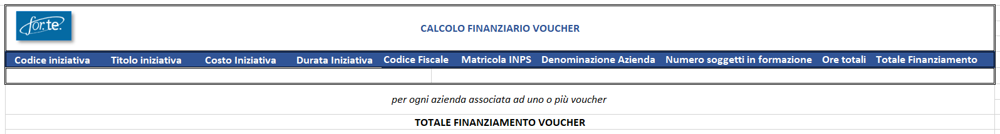 for.te.
CALCOLO FINANZIARIO VOUCHER
Codice iniziativa Titolo iniziativa Costo Iniziativa Durata Iniziativa Codice Fiscale Matricola INPS Denominazione Azienda Numero soggetti in formazione Ore totali Totale Finanziamento
per ogni azienda associata ad uno o più voucher
TOTALE FINANZIAMENTO VOUCHER